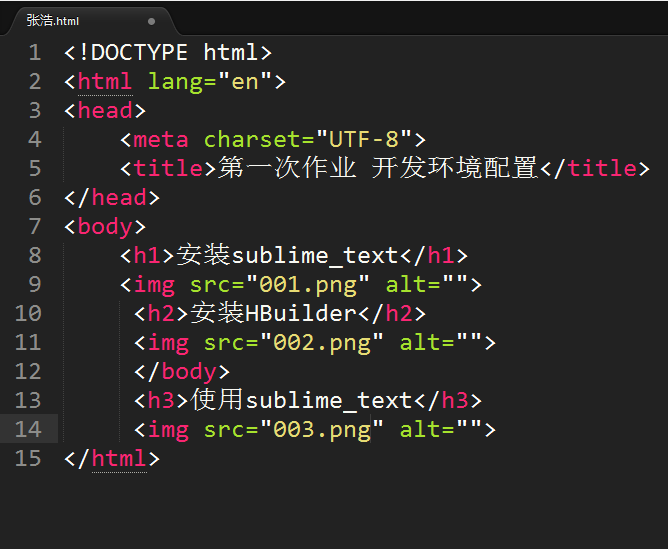 张浩.html
1 <!DOCTYPE html>
2 <html lang="en">
3 <head>
4 <meta charset="UTF-8">
5 <title>第一次作业 开发环境配置</title>
6 </head>
7 <body>
8 <h1>安装sublime_text</h1>
9 <img src="001.png" alt="">
10 <h2>安装HBuilder</h2>
11 <img src="002.png" alt="">
12 </body>
13 <h3>使用sublime_text</h3>
14 <img src="003.png" alt="">
15 </html>